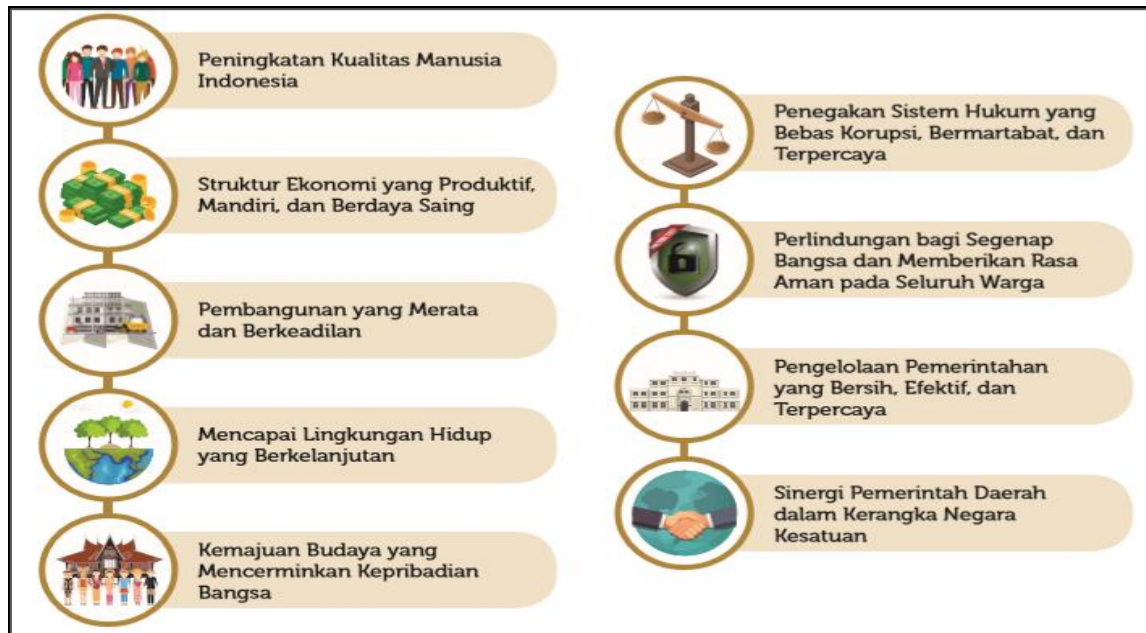 Peningkatan Kualitas Manusia
Indonesia
Struktur Ekonomi yang Produktif,
Mandiri, dan Berdaya Saing
Pembangunan yang Merata
dan Berkeadilan
Mencapai Lingkungan Hidup
yang Berkelanjutan
Kemajuan Budaya yang
Mencerminkan Kepribadian
Bangsa
Penegakan Sistem Hukum yang
Bebas Korupsi, Bermartabat, dan
Terpercaya
Perlindungan bagi Segenap
Bangsa dan Memberikan Rasa
Aman pada Seluruh Warga
Pengelolaan Pemerintahan
yang Bersih, Efektif, dan
Terpercaya
Sinergi Pemerintah Daerah
dalam Kerangka Negara
Kesatuan